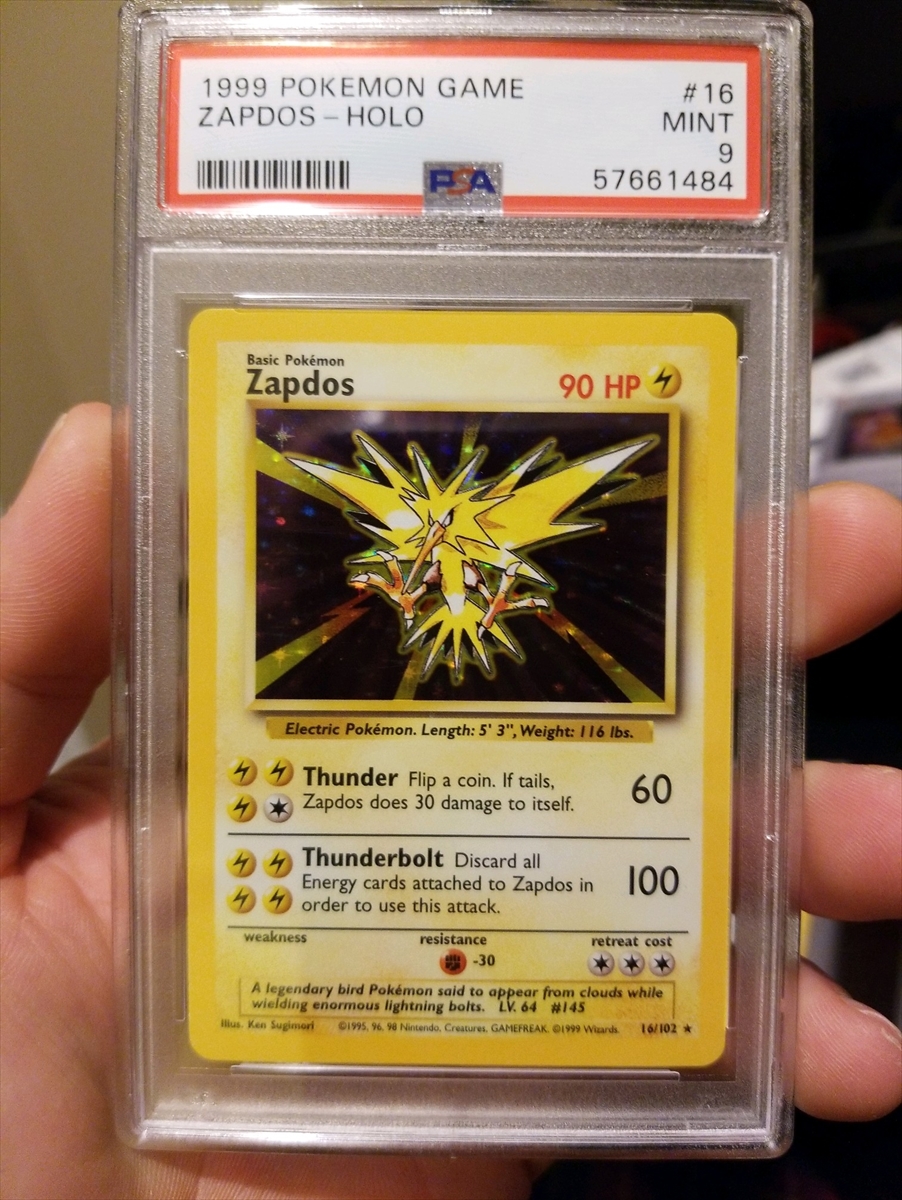 1999 POKEMON GAME #16
ZAPDOS – HOLO MINT
9
PSA 57661484
Basic Pokémon
Zapdos 90 HP
Electric Pokémon. Length: 5' 3", Weight: 116 lbs.
Thunder Flip a coin. If tails,
Zapdos does 30 damage to itself. 60
Thunderbolt Discard all
Energy cards attached to Zapdos in 100
order to use this attack.
weakness resistance retreat cost
-30
A legendary bird Pokémon said to appear from clouds while
wielding enormous lightning bolts. LV. 64 #145
Illus. Ken Sugimori ©1995, 96, 98 Nintendo, Creatures, GAMEFREAK. ©1999 Wizards. 16/102 ★